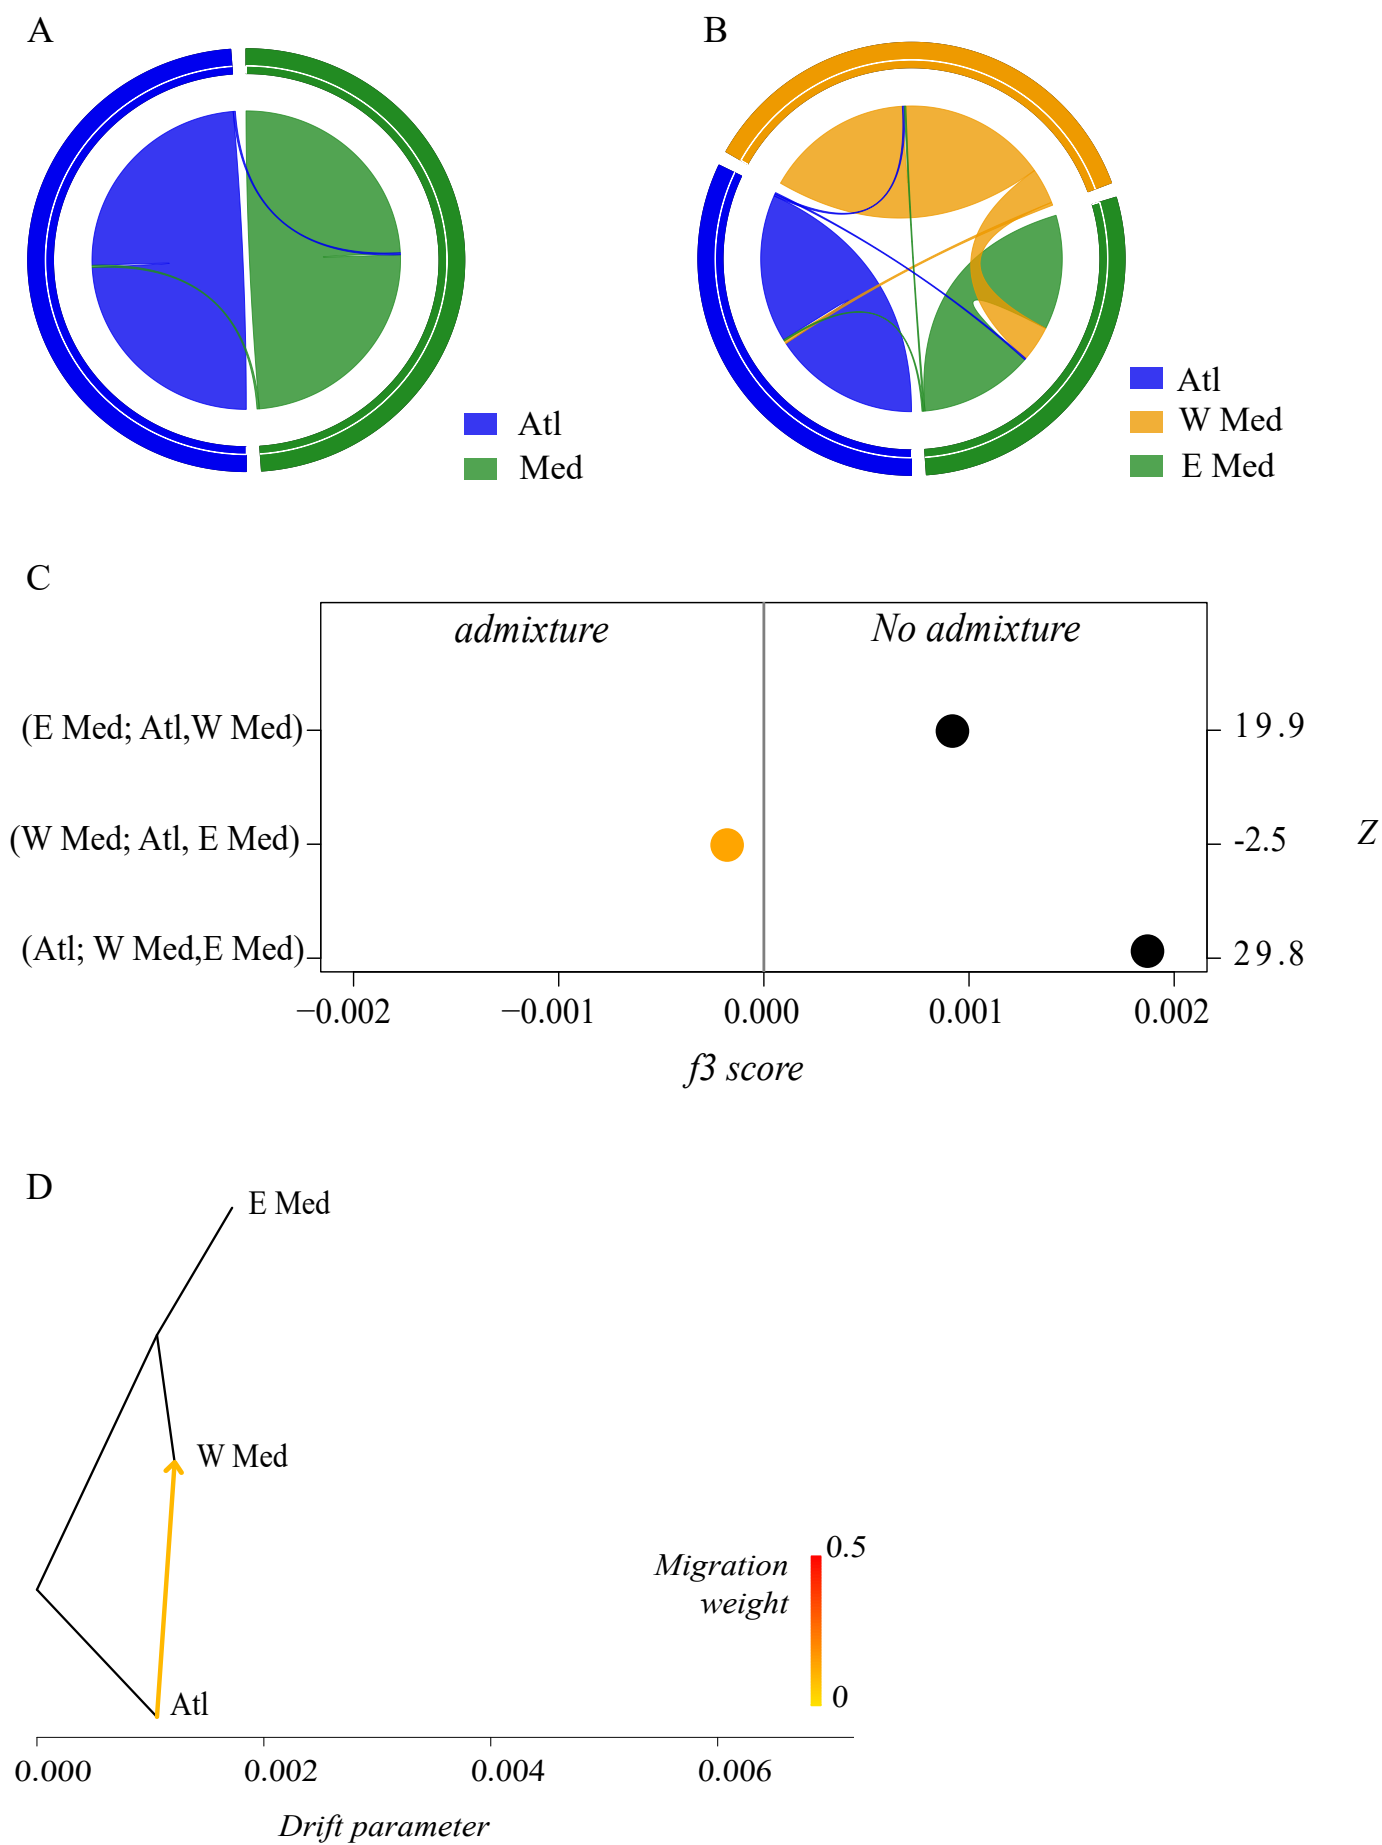 A
B
Atl
Med
Atl
W Med
E Med
C
admixture
No admixture
(E Med; Atl,W Med)
19.9
(W Med; Atl, E Med)
-2.5
Z
(Atl; W Med,E Med)
29.8
−0.002
−0.001
0.000
0.001
0.002
f3 score
D
E Med
W Med
Atl
Migration
weight
0.5
0
0.000
0.002
0.004
0.006
Drift parameter